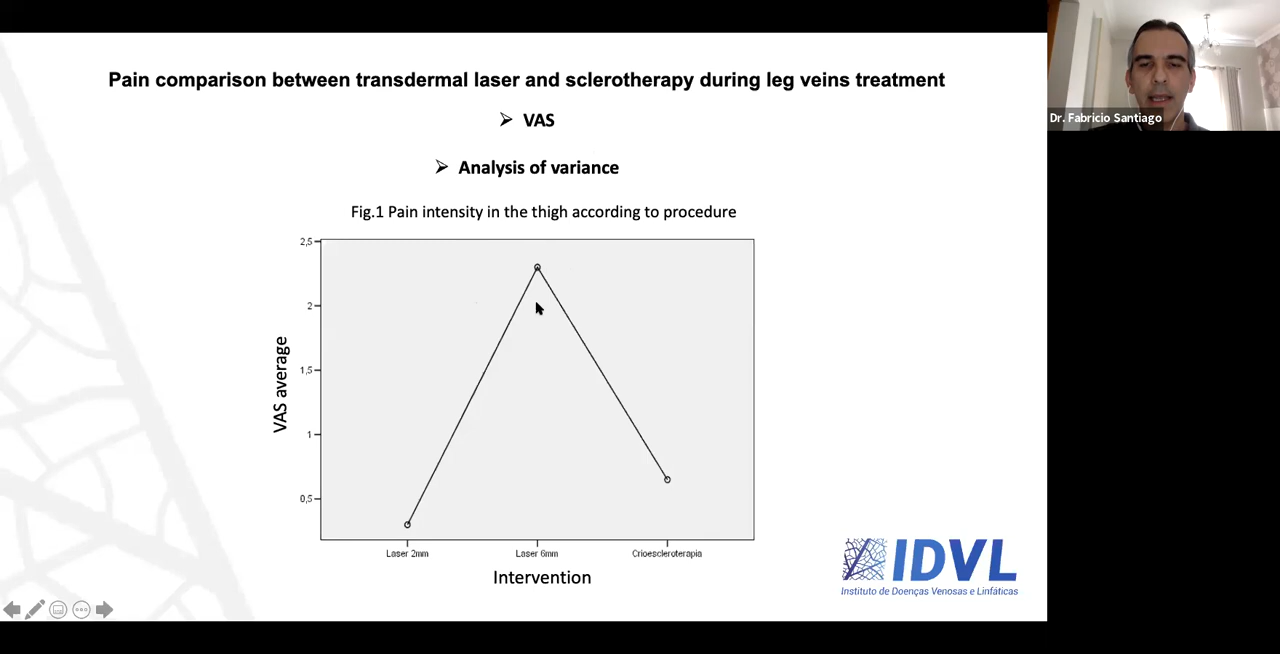 Pain comparison between transdermal laser and sclerotherapy during leg veins treatment
VAS
Analysis of variance
Fig.1 Pain intensity in the thigh according to procedure
2,5
2
1,5
1
0,5
VAS average
Laser 2mm
Laser 6mm
Crioescleroterapia
Intervention
IDVL
Instituto de Doenças Venosas e Linfáticas
Dr. Fabricio Santiago